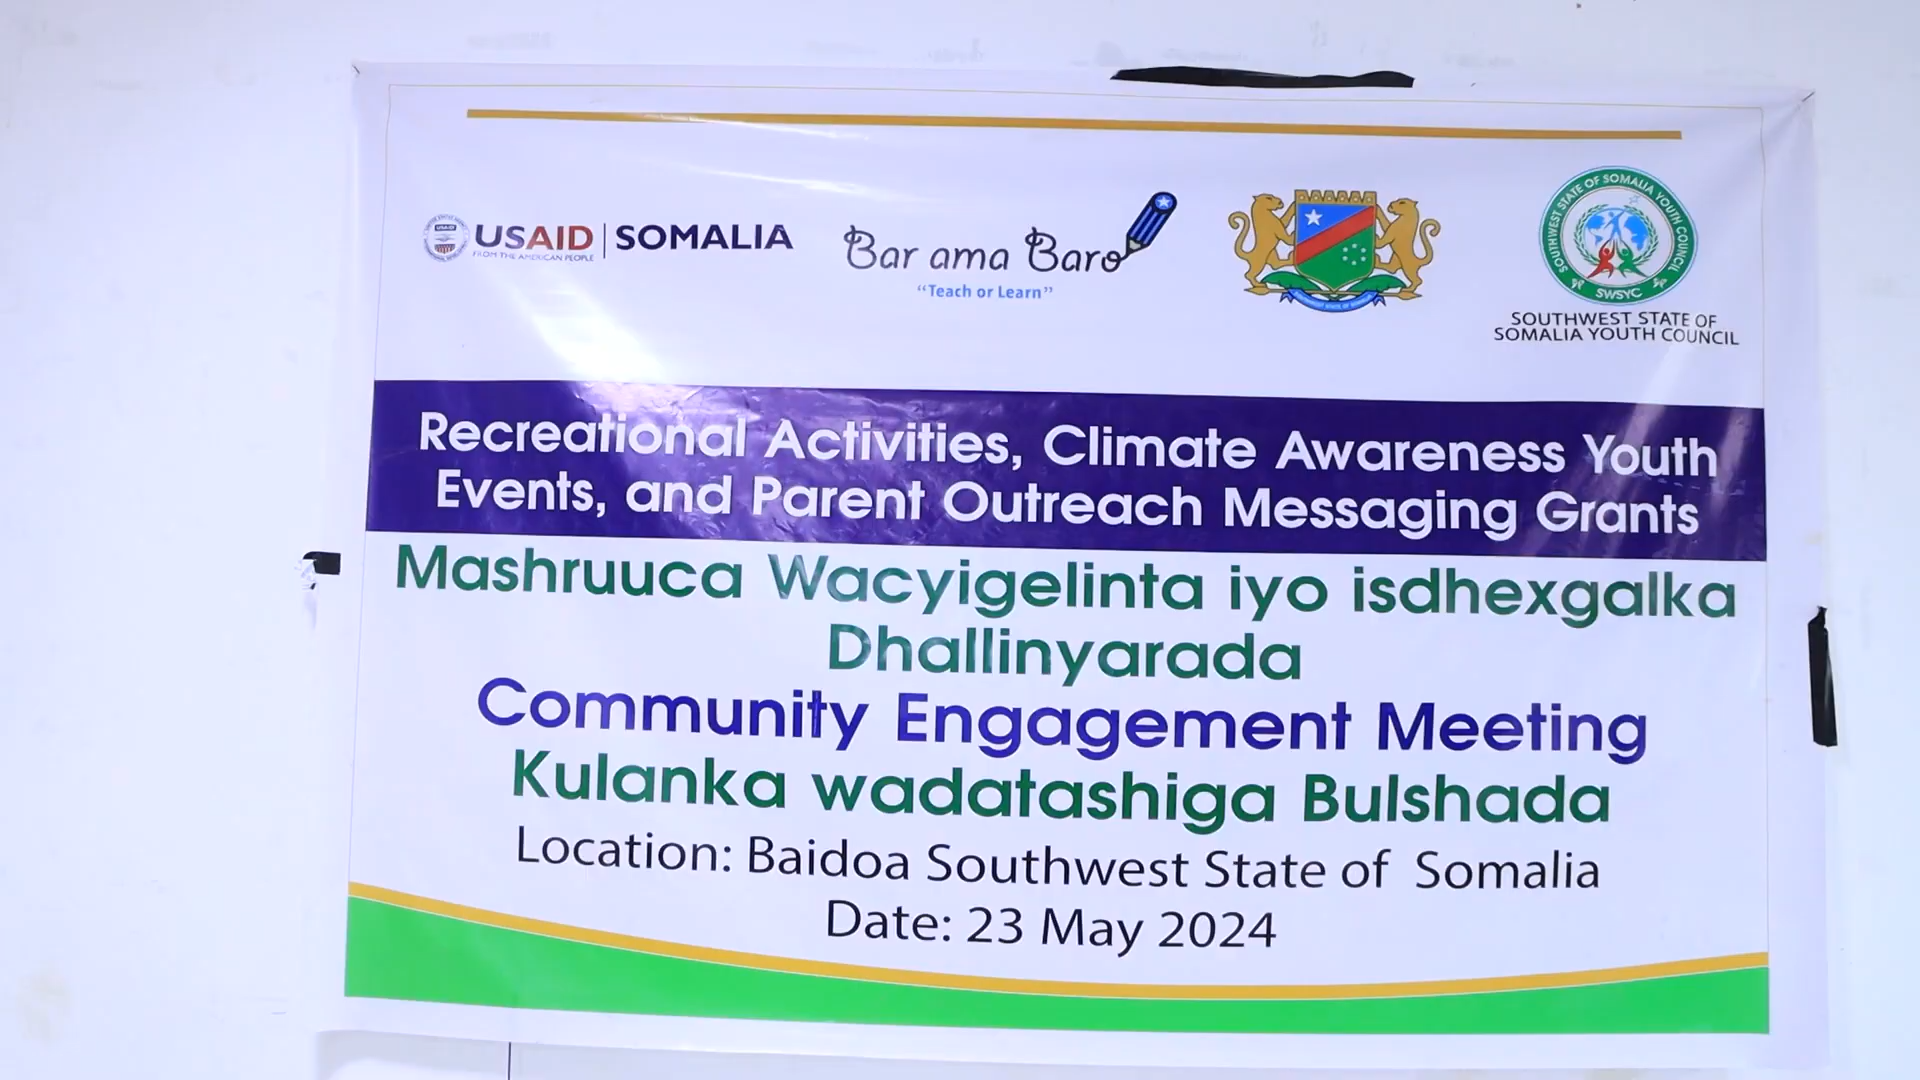 USAID | SOMALIA
FROM THE AMERICAN PEOPLE
Bar ama Baro
“Teach or Learn”
SOUTHWEST STATE OF SOMALIA YOUTH COUNCIL
SWSYC
SOUTHWEST STATE OF
SOMALIA YOUTH COUNCIL
Recreational Activities, Climate Awareness Youth
Events, and Parent Outreach Messaging Grants
Mashruuca Wacyigelinta iyo isdhexgalka
Dhallinyarada
Community Engagement Meeting
Kulanka wadatashiga Bulshada
Location: Baidoa Southwest State of Somalia
Date: 23 May 2024